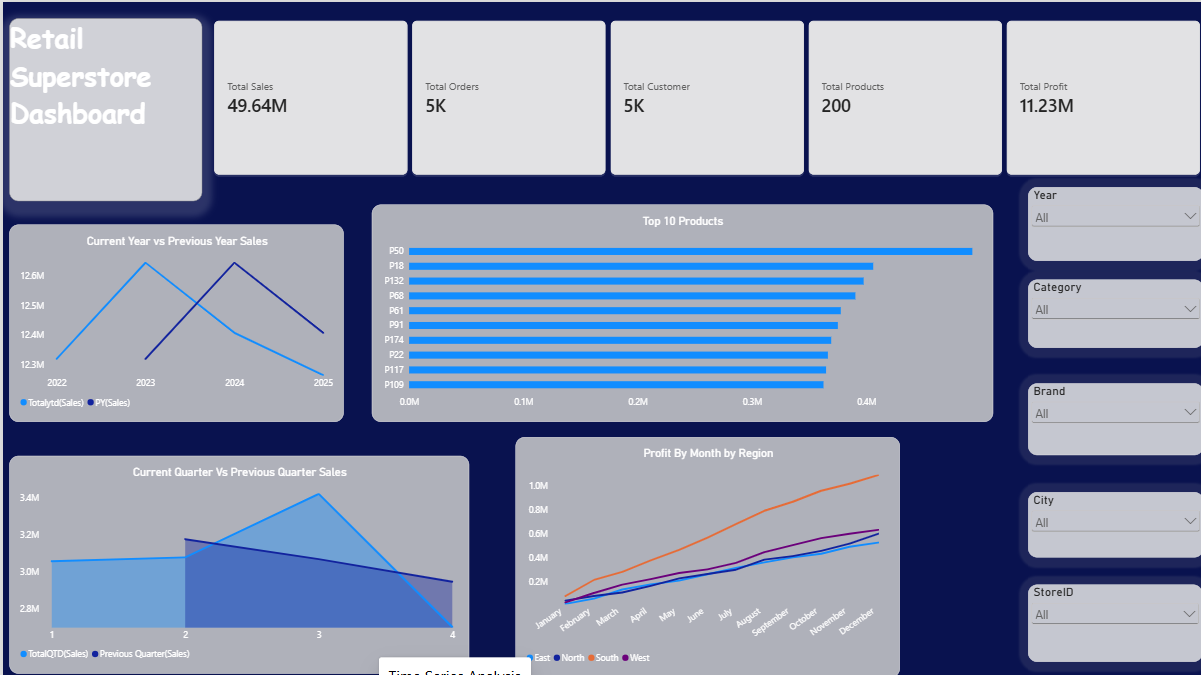 Retail
Superstore
Dashboard
Total Sales
49.64M
Total Orders
5K
Total Customer
5K
Total Products
200
Total Profit
11.23M
Year
All
Category
All
Brand
All
City
All
StoreID
All
Current Year vs Previous Year Sales
12.6M
12.5M
12.4M
12.3M
2022 2023 2024 2025
Totalytd(Sales) PY(Sales)
Top 10 Products
P50
P18
P132
P68
P61
P91
P174
P22
P117
P109
0.0M 0.1M 0.2M 0.3M 0.4M
Current Quarter Vs Previous Quarter Sales
3.4M
3.2M
3.0M
2.8M
1 2 3 4
TotalQTD(Sales) Previous Quarter(Sales)
Profit By Month by Region
1.0M
0.8M
0.6M
0.4M
0.2M
January February March April May June July August September October November December
East North South West
Time Series Analysis